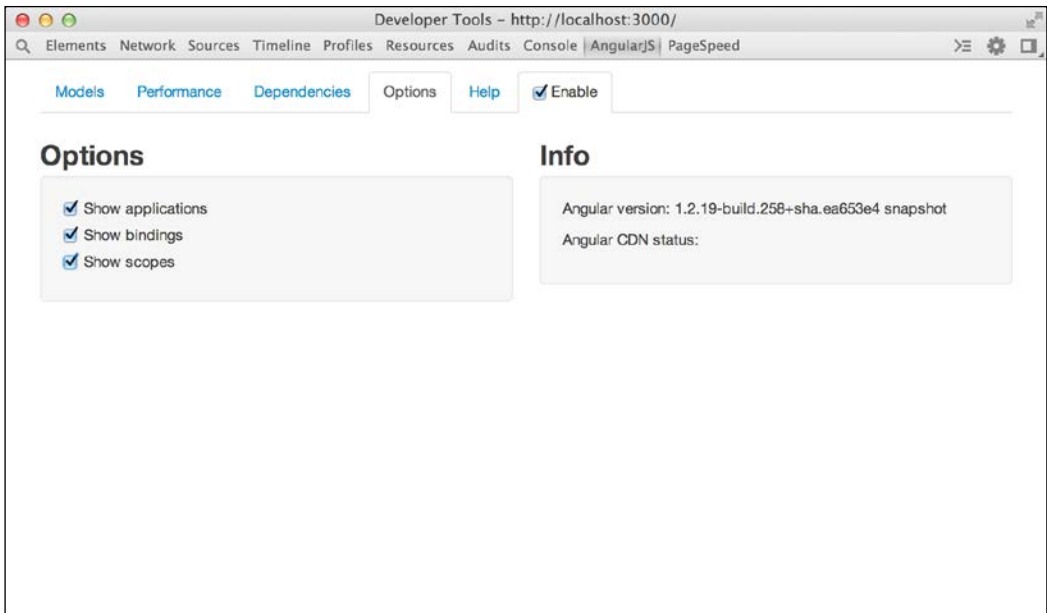 Developer Tools – http://localhost:3000/
Elements Network Sources Timeline Profiles Resources Audits Console AngularJS PageSpeed
Models Performance Dependencies Options Help Enable
Options
Show applications
Show bindings
Show scopes
Info
Angular version: 1.2.19-build.258+sha.ea653e4 snapshot
Angular CDN status: